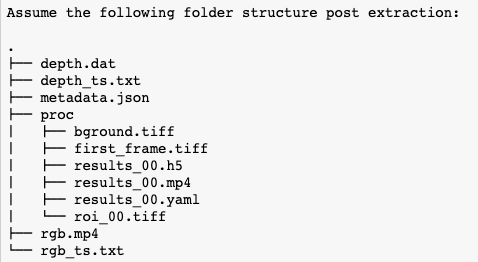 Assume the following folder structure post extraction:
.
├── depth.dat
├── depth_ts.txt
├── metadata.json
├── proc
│   ├── bground.tiff
│   ├── first_frame.tiff
│   ├── results_00.h5
│   ├── results_00.mp4
│   ├── results_00.yaml
│   └── roi_00.tiff
├── rgb.mp4
└── rgb_ts.txt